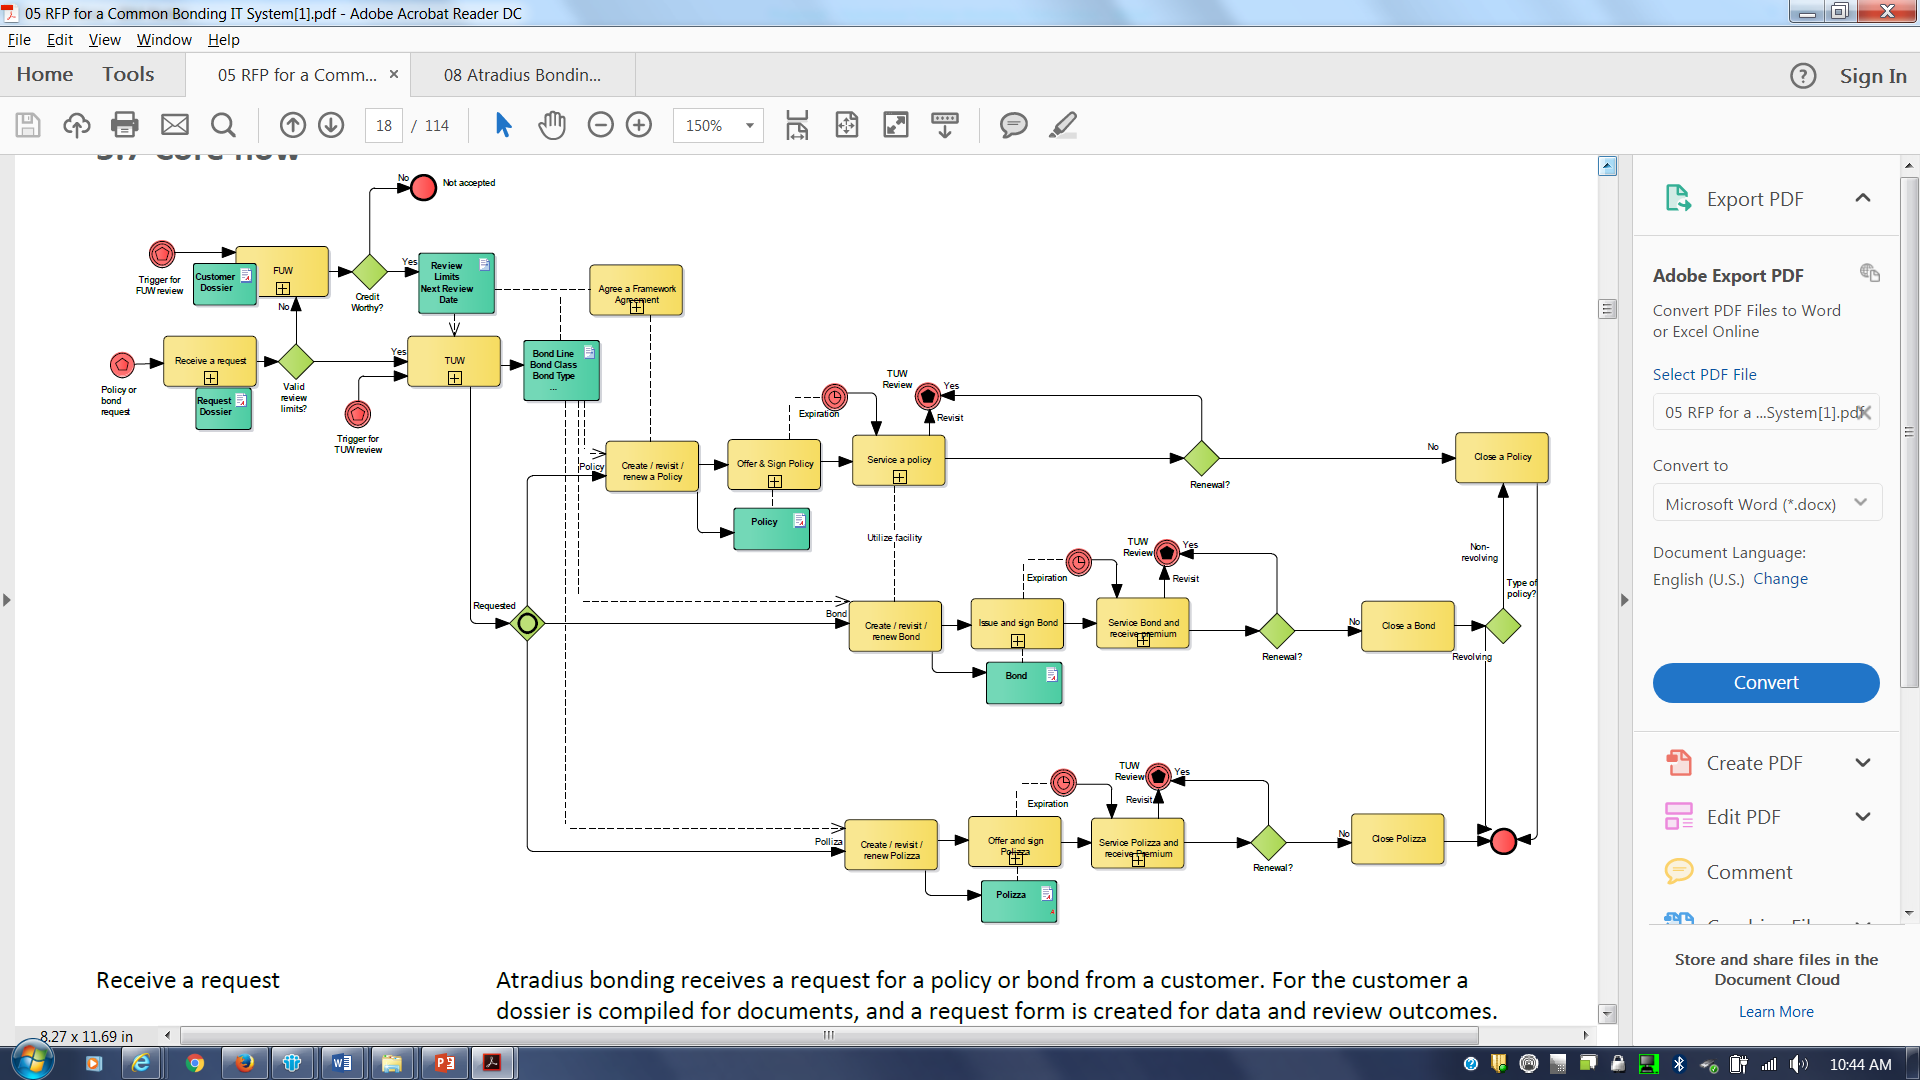 05 RFP for a Common Bonding IT System[1].pdf - Adobe Acrobat Reader DC
File Edit View Window Help
Home Tools 05 RFP for a Comm... × 08 Atradius Bondin... Sign In
18 / 114 150%
No
Not accepted
Trigger for
FUW review
Customer
Dossier
FUW
No
Credit
Worthy?
Yes
Review
Limits
Next Review
Date
Agree a Framework
Agreement
Policy or
bond
request
Receive a request
Request
Dossier
Valid
review
limits?
Yes
Trigger for
TUW review
TUW
Bond Line
Bond Class
Bond Type
...
Policy
Create / revisit /
renew a Policy
Offer & Sign Policy
Policy
Expiration
TUW
Review
Yes
Revisit
Service a policy
Renewal?
No
Close a Policy
Utilize facility
Requested
Bond
Create / revisit /
renew Bond
Issue and sign Bond
Bond
Expiration
TUW
Review
Yes
Revisit
Service Bond and
receive premium
Renewal?
No
Close a Bond
Non-
revolving
Type of
policy?
Revolving
Polliza
Create / revisit /
renew Polizza
Offer and sign
Polizza
Polizza
Expiration
TUW
Review
Yes
Revisit
Service Polizza and
receive Premium
Renewal?
No
Close Polizza
Receive a request
Atradius bonding receives a request for a policy or bond from a customer. For the customer a
dossier is compiled for documents, and a request form is created for data and review outcomes.
8.27 x 11.69 in
Export PDF
Adobe Export PDF
Convert PDF Files to Word
or Excel Online
Select PDF File
05 RFP for a ...System[1].pdf
Convert to
Microsoft Word (*.docx)
Document Language:
English (U.S.) Change
Convert
Create PDF
Edit PDF
Comment
Store and share files in the
Document Cloud
Learn More
10:44 AM